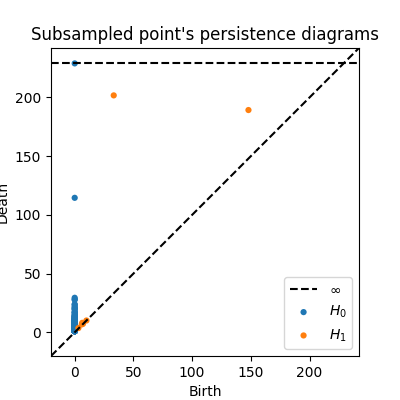 Subsampled point's persistence diagrams
Death
200
150
100
50
0
0
50
100
150
200
Birth
∞
H₀
H₁